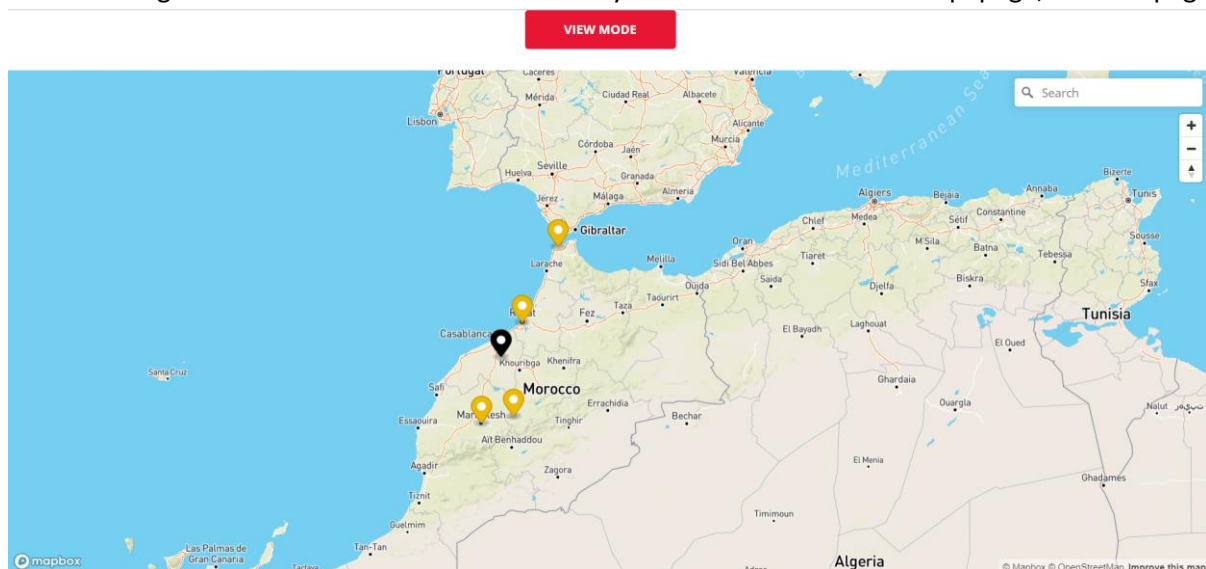 VIEW MODE
Portugal
Cáceres
Valencia
Search
Mérida
Ciudad Real
Albacete
Lisbon
Alicante
Murcia
Mediterranean Sea
Córdoba
Jaén
Seville
Huelva
Granada
Jerez
Málaga
Almeria
Gibraltar
Algiers
Bejaia
Annaba
Bizerte
Tunis
Chlef
Medea
Sétif
Constantine
Oran
M'Sila
Batna
Tebessa
Sousse
Larache
Melilla
Sidi Bel Abbes
Tiaret
Saida
Djelfa
Biskra
Sfax
Oujda
Taourirt
Taza
Fez
Casablanca
El Bayadh
Laghouat
Tunisia
El Oued
Khouribga
Khenifra
Santa Cruz
Safi
Morocco
Errachidia
Ghardaia
Ouargla
Nalut
Essaouira
Tinghir
Bechar
Aït Benhaddou
Agadir
Zagora
El Menia
Ghadames
Tiznit
Guelmim
Timimoun
Las Palmas de
Gran Canaria
Tan-Tan
Algeria
mapbox
© Mapbox © OpenStreetMap Improve this map